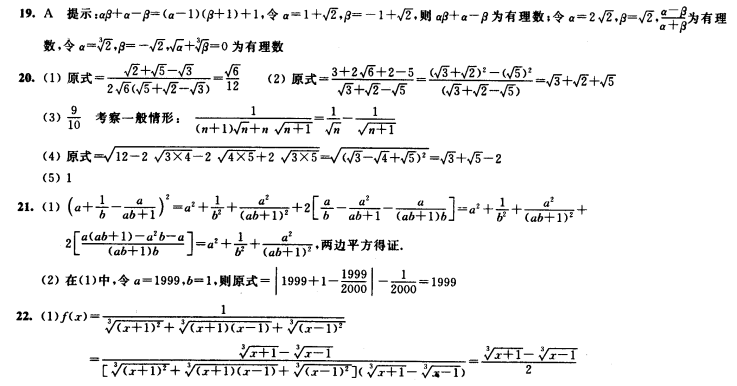 19. A 提示:αβ+α−β=(α−1)(β+1)+1,令 α=1+√2,β=−1+√2,则 αβ+α−β 为有理数;令 α=2√2,β=√2,(α−β)/(α+β)为有理
数,令 α=∛2,β=−√2,√α+∛β=0 为有理数
20. (1) 原式=(√2+√5−√3)/(2√6(√5+√2−√3))=√6/12 (2) 原式=(3+2√6+2−5)/(√3+√2−√5)=((√3+√2)²−(√5)²)/(√3+√2−√5)=√3+√2+√5
(3) 9/10 考察一般情形: 1/((n+1)√n+n√(n+1))=1/√n−1/√(n+1)
(4) 原式=√(12−2√(3×4)−2√(4×5)+2√(3×5))=√((√3−√4+√5)²)=√3+√5−2
(5) 1
21. (1) (a+1/b−a/(ab+1))²=a²+1/b²+a²/(ab+1)²+2[a/b−a²/(ab+1)−a/((ab+1)b)]=a²+1/b²+a²/(ab+1)²+
2[(a(ab+1)−a²b−a)/((ab+1)b)]=a²+1/b²+a²/(ab+1)²,两边平方得证.
(2) 在(1)中,令 a=1999,b=1,则原式=|1999+1−1999/2000|−1/2000=1999
22. (1) f(x)=1/(∛(x+1)²+∛((x+1)(x−1))+∛(x−1)²)
=(∛(x+1)−∛(x−1))/([∛(x+1)²+∛((x+1)(x−1))+∛(x−1)²](∛(x+1)−∛(x−1)))=(∛(x+1)−∛(x−1))/2